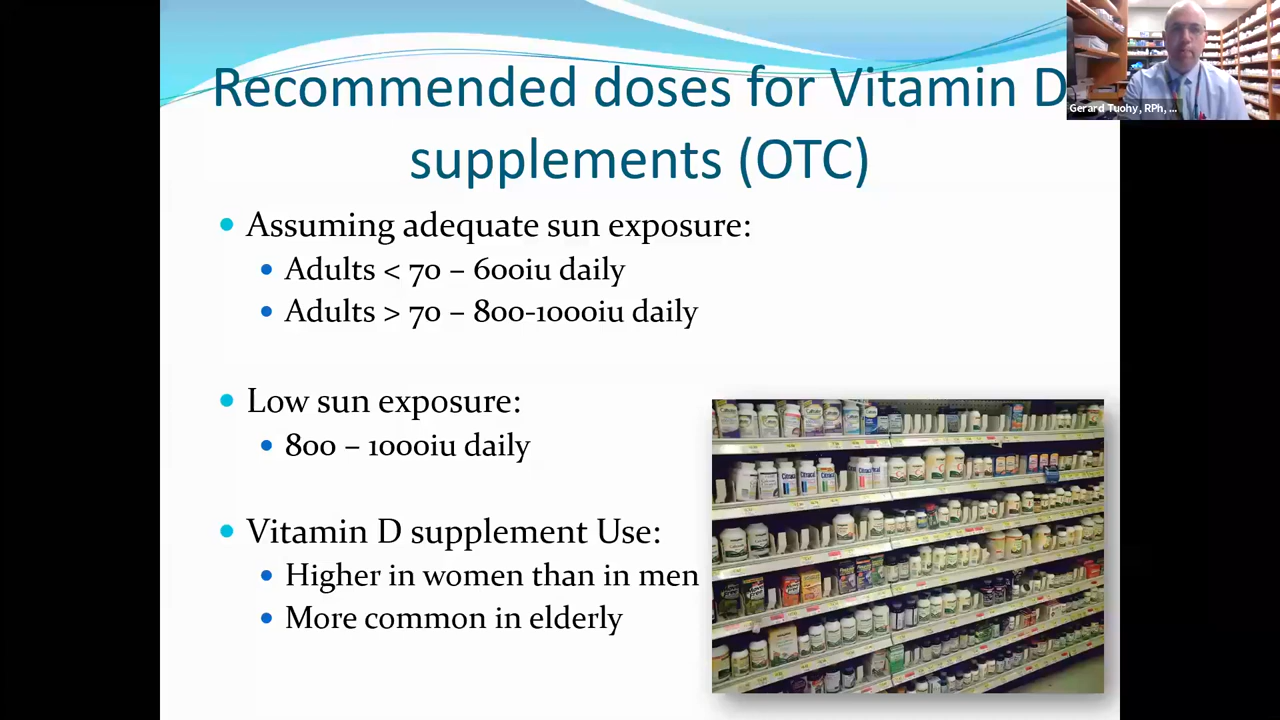 Recommended doses for Vitamin D
supplements (OTC)
Gerard Tuohy, RPh, ...
• Assuming adequate sun exposure:
• Adults < 70 – 600iu daily
• Adults > 70 – 800-1000iu daily
• Low sun exposure:
• 800 – 1000iu daily
• Vitamin D supplement Use:
• Higher in women than in men
• More common in elderly
Citracal